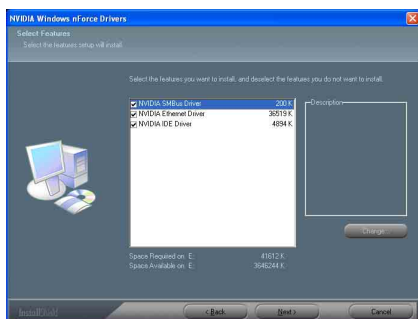 NVIDIA Windows nForce Drivers
Select Features
Select the features setup will install.
Select the features you want to install, and deselect the features you do not want to install.
NVIDIA SMBus Driver 200 K
NVIDIA Ethernet Driver 36519 K
NVIDIA IDE Driver 4894 K
Description
Change...
Space Required on E: 41612 K
Space Available on E: 3646244 K
InstallShield
< Back
Next >
Cancel